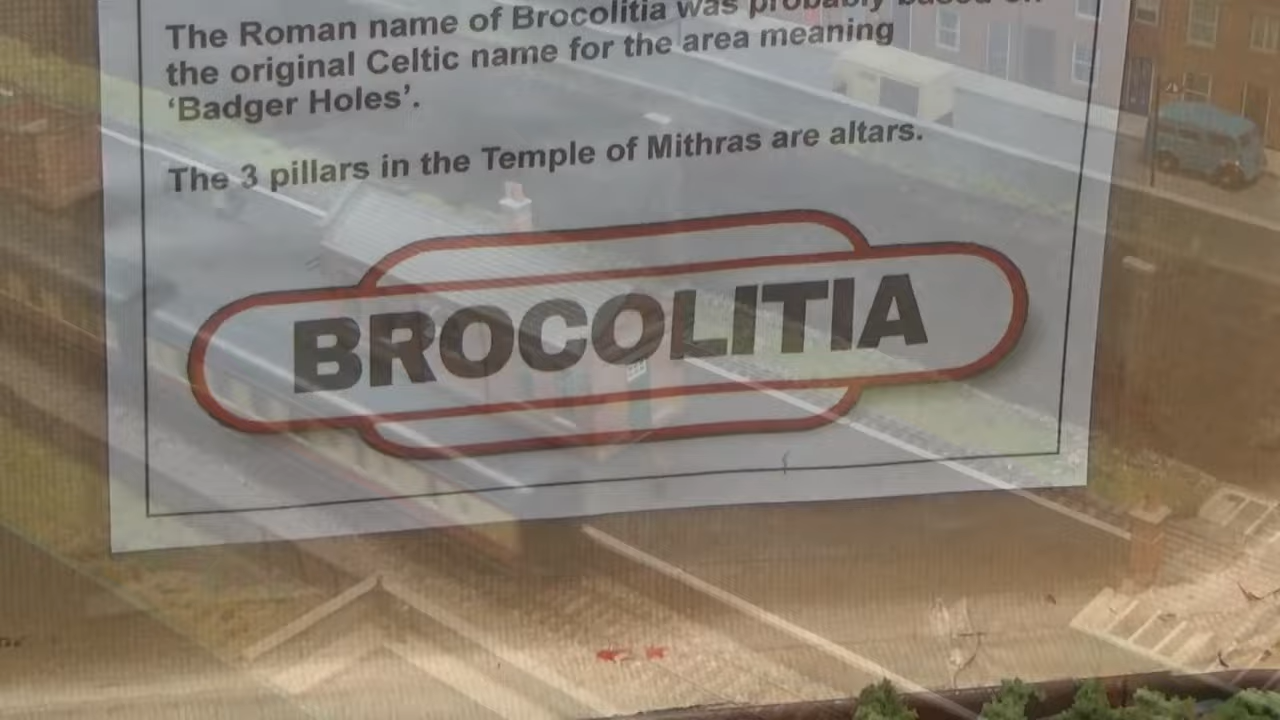 The Roman name of Brocolitia was probably based on
the original Celtic name for the area meaning
‘Badger Holes’.
The 3 pillars in the Temple of Mithras are altars.
BROCOLITIA